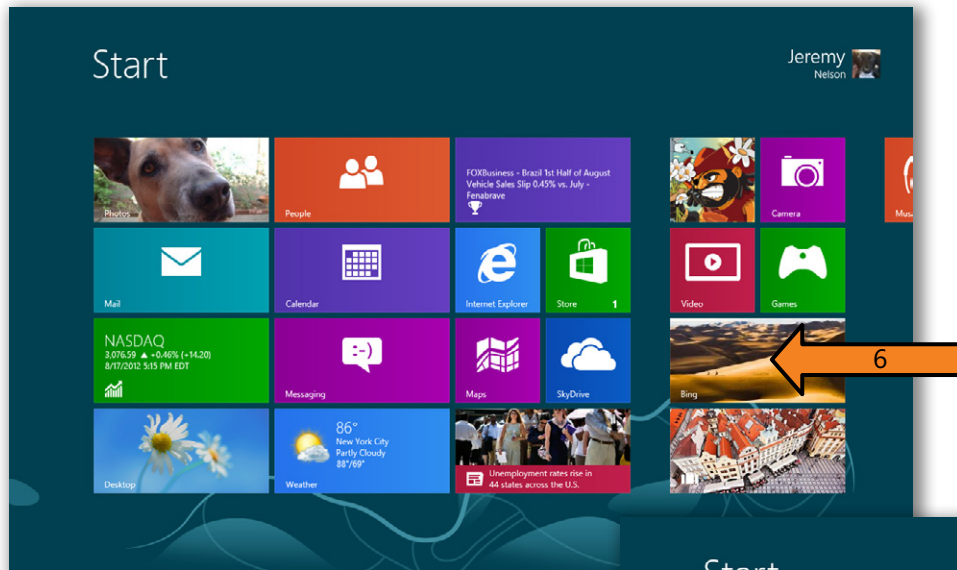 Start
Jeremy
Nelson
Photos
People
FOXBusiness - Brazil 1st Half of August
Vehicle Sales Slip 0.45% vs. July -
Fenabrave
Camera
Mus
Mail
Calendar
Internet Explorer
Store 1
Video
Games
NASDAQ
3,076.59 ▲ +0.46% (+14.20)
8/17/2012 5:15 PM EDT
:-)
Messaging
Maps
SkyDrive
Bing
6
Desktop
86°
New York City
Partly Cloudy
88°/69°
Weather
Unemployment rates rise in
44 states across the U.S.
Start